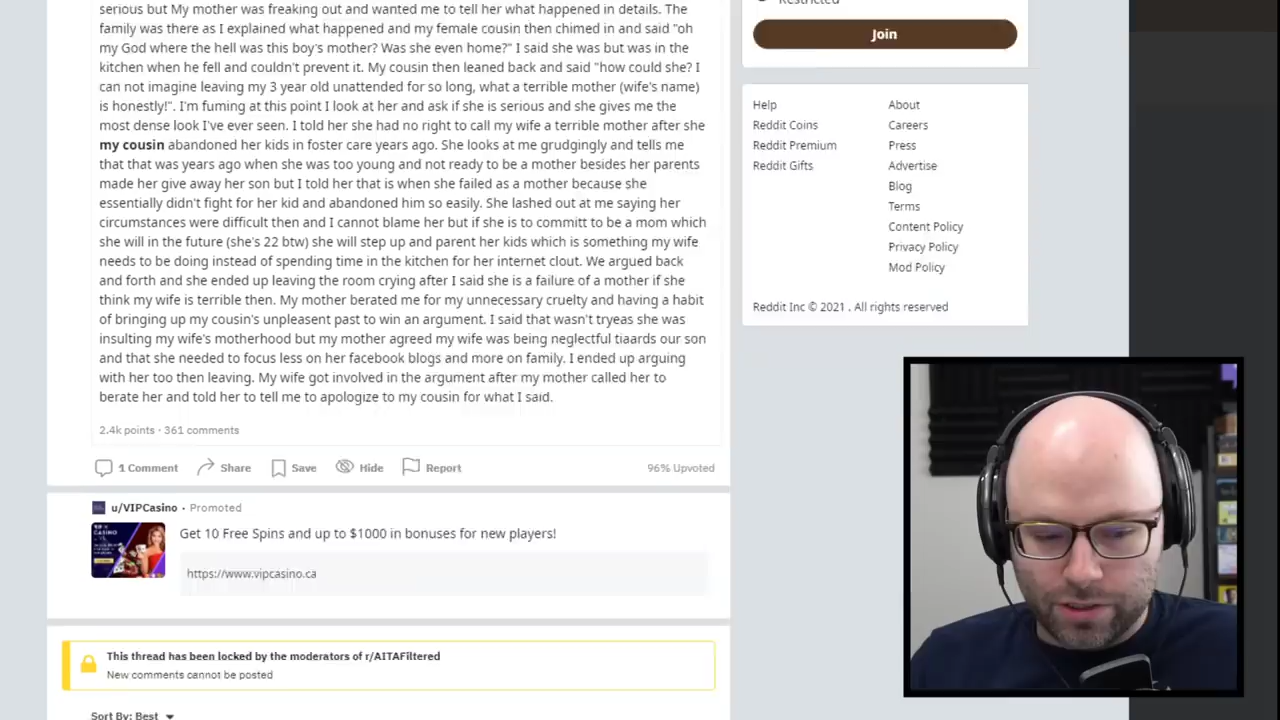 serious but My mother was freaking out and wanted me to tell her what happened in details. The
family was there as I explained what happened and my female cousin then chimed in and said "oh
my God where the hell was this boy's mother? Was she even home?" I said she was but was in the
kitchen when he fell and couldn't prevent it. My cousin then leaned back and said "how could she? I
can not imagine leaving my 3 year old unattended for so long, what a terrible mother (wife's name)
is honestly!". I'm fuming at this point I look at her and ask if she is serious and she gives me the
most dense look I've ever seen. I told her she had no right to call my wife a terrible mother after she
my cousin abandoned her kids in foster care years ago. She looks at me grudgingly and tells me
that that was years ago when she was too young and not ready to be a mother besides her parents
made her give away her son but I told her that is when she failed as a mother because she
essentially didn't fight for her kid and abandoned him so easily. She lashed out at me saying her
circumstances were difficult then and I cannot blame her but if she is to committ to be a mom which
she will in the future (she's 22 btw) she will step up and parent her kids which is something my wife
needs to be doing instead of spending time in the kitchen for her internet clout. We argued back
and forth and she ended up leaving the room crying after I said she is a failure of a mother if she
think my wife is terrible then. My mother berated me for my unnecessary cruelty and having a habit
of bringing up my cousin's unpleasent past to win an argument. I said that wasn't tryeas she was
insulting my wife's motherhood but my mother agreed my wife was being neglectful tiaards our son
and that she needed to focus less on her facebook blogs and more on family. I ended up arguing
with her too then leaving. My wife got involved in the argument after my mother called her to
berate her and told her to tell me to apologize to my cousin for what I said.
2.4k points · 361 comments
1 Comment Share Save Hide Report 96% Upvoted
u/VIPCasino • Promoted
Get 10 Free Spins and up to $1000 in bonuses for new players!
https://www.vipcasino.ca
This thread has been locked by the moderators of r/AITAFiltered
New comments cannot be posted
Sort By: Best
Restricted
Join
Help About
Reddit Coins Careers
Reddit Premium Press
Reddit Gifts Advertise
Blog
Terms
Content Policy
Privacy Policy
Mod Policy
Reddit Inc © 2021 . All rights reserved